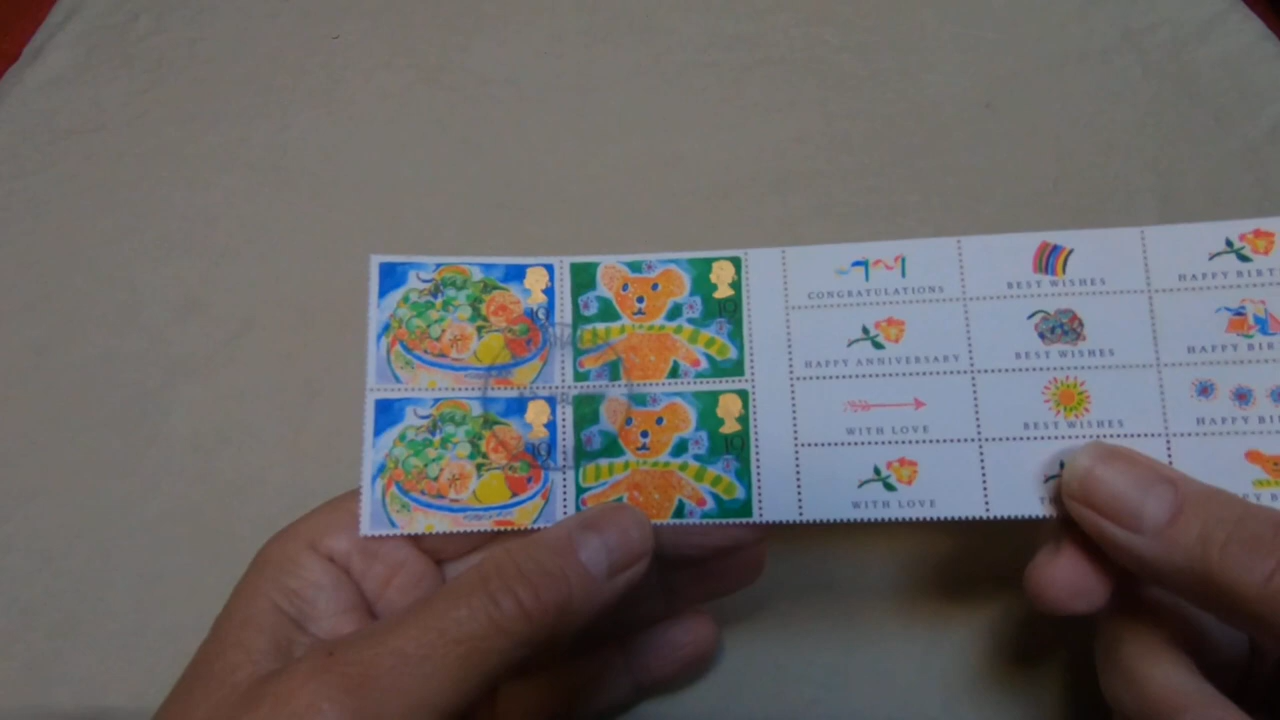 19
19
19
19
CONGRATULATIONS
BEST WISHES
HAPPY BIRT
HAPPY ANNIVERSARY
BEST WISHES
HAPPY BIR
WITH LOVE
BEST WISHES
HAPPY BI
WITH LOVE